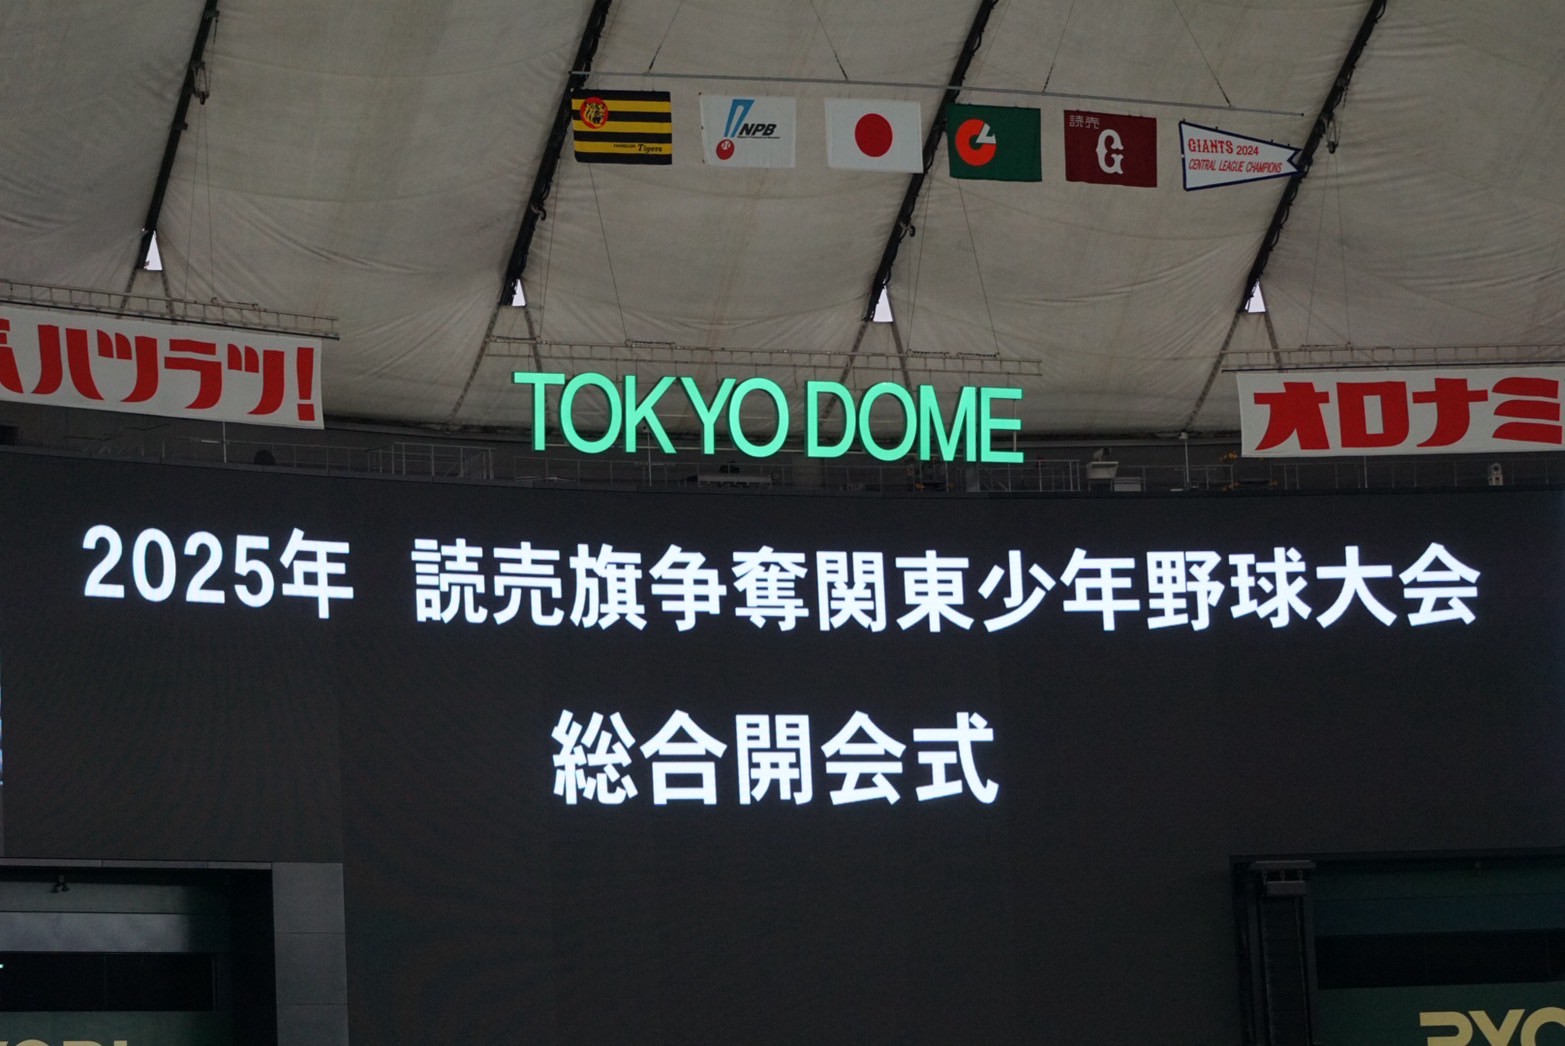 Tigers
NPB
読売
G
GIANTS 2024
CENTRAL LEAGUE CHAMPIONS
ハツラツ!
TOKYO DOME
オロナミ
2025年 読売旗争奪関東少年野球大会
総合開会式